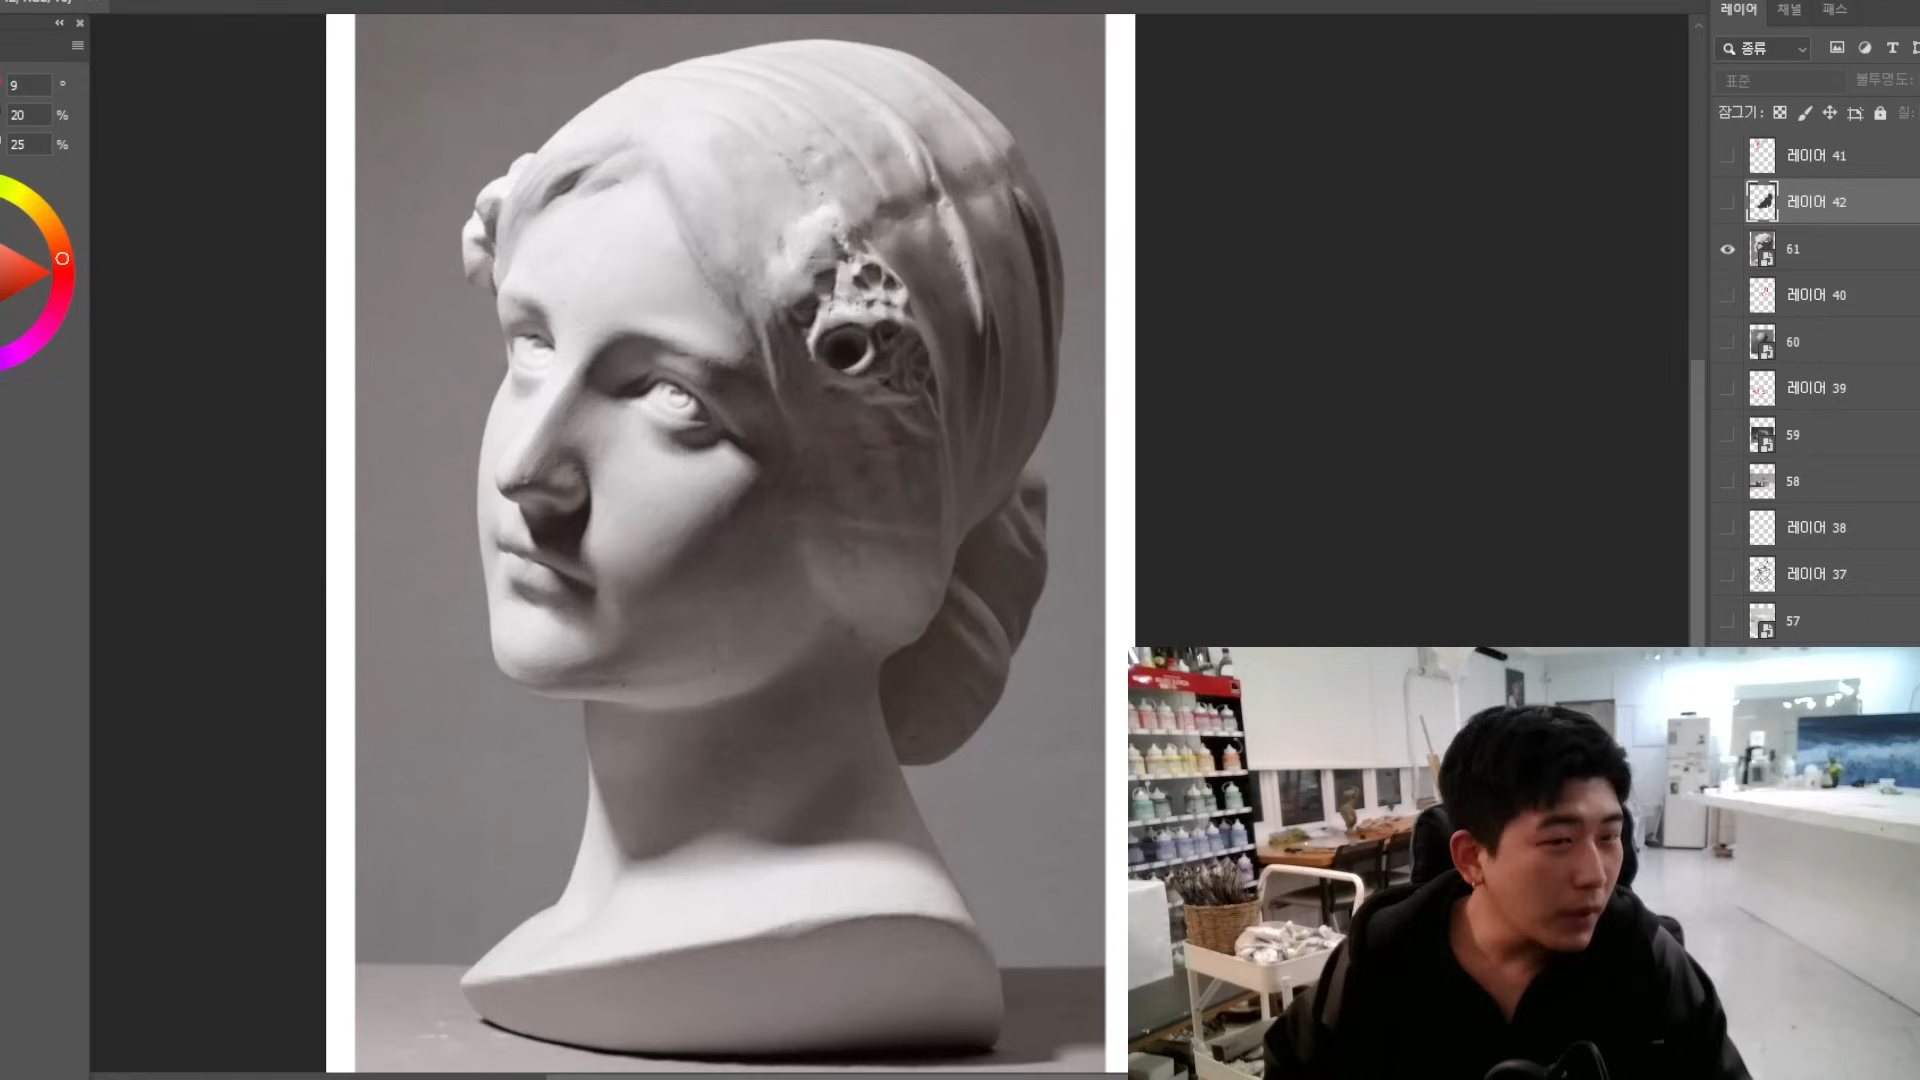 레이어 채널 패스
9 °
20 %
25 %
종류
표준 불투명도:
잠그기: 칠:
레이어 41
레이어 42
61
레이어 40
60
레이어 39
59
58
레이어 38
레이어 37
57